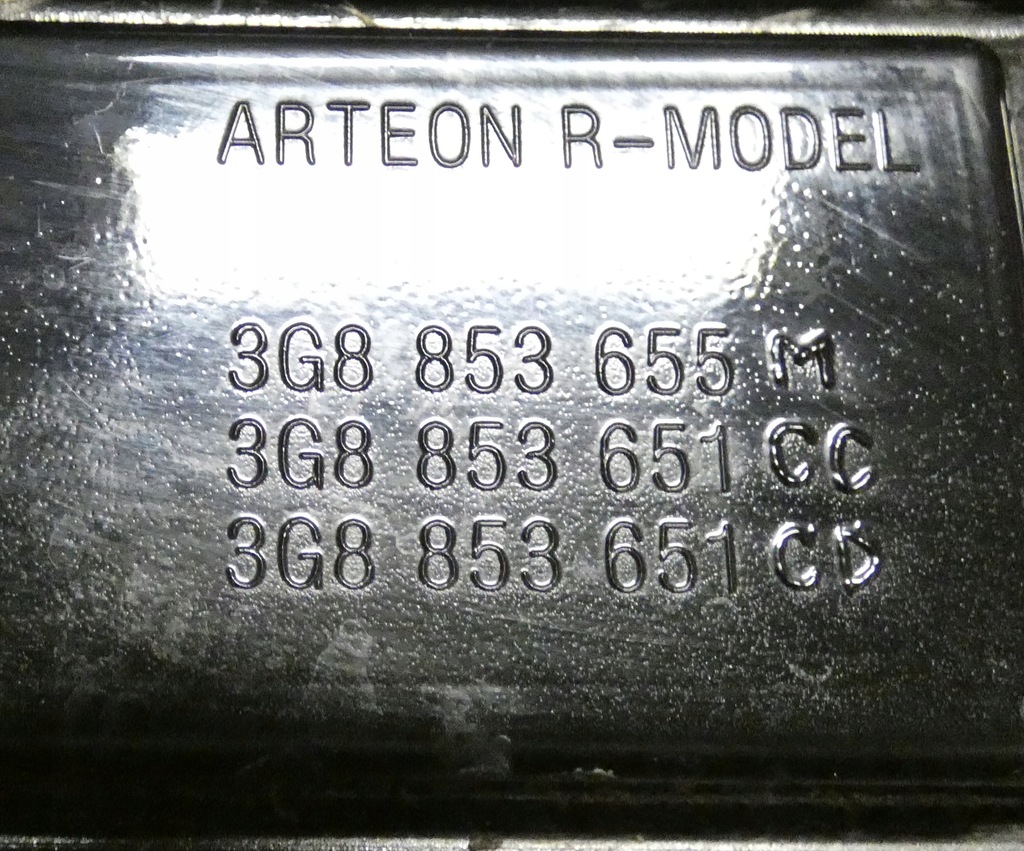 ARTEON R-MODEL
3G8 853 655 M
3G8 853 651 CC
3G8 853 651 CD